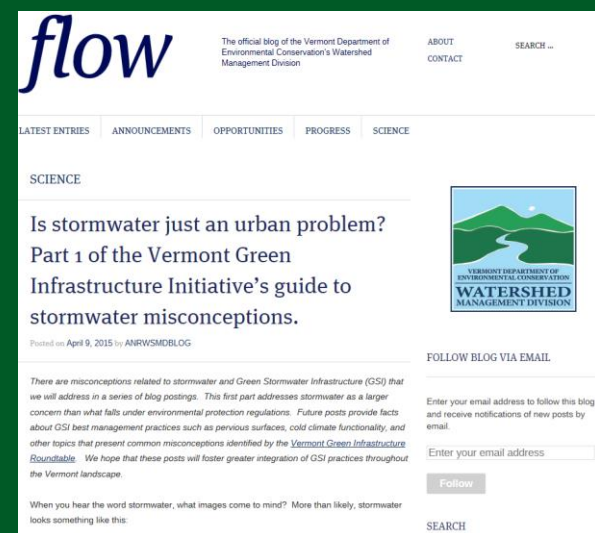 flow
The official blog of the Vermont Department of
Environmental Conservation's Watershed
Management Division
ABOUT
CONTACT
SEARCH ...
LATEST ENTRIES
ANNOUNCEMENTS
OPPORTUNITIES
PROGRESS
SCIENCE
SCIENCE
Is stormwater just an urban problem?
Part 1 of the Vermont Green
Infrastructure Initiative's guide to
stormwater misconceptions.
Posted on April 9, 2015 by ANRWSMDBLOG
There are misconceptions related to stormwater and Green Stormwater Infrastructure (GSI) that
we will address in a series of blog postings. This first part addresses stormwater as a larger
concern than what falls under environmental protection regulations. Future posts provide facts
about GSI best management practices such as pervious surfaces, cold climate functionality, and
other topics that present common misconceptions identified by the Vermont Green Infrastructure
Roundtable. We hope that these posts will foster greater integration of GSI practices throughout
the Vermont landscape.
When you hear the word stormwater, what images come to mind? More than likely, stormwater
looks something like this:
VERMONT DEPARTMENT OF
ENVIRONMENTAL CONSERVATION
WATERSHED
MANAGEMENT DIVISION
FOLLOW BLOG VIA EMAIL
Enter your email address to follow this blog
and receive notifications of new posts by
email.
Enter your email address
Follow
SEARCH